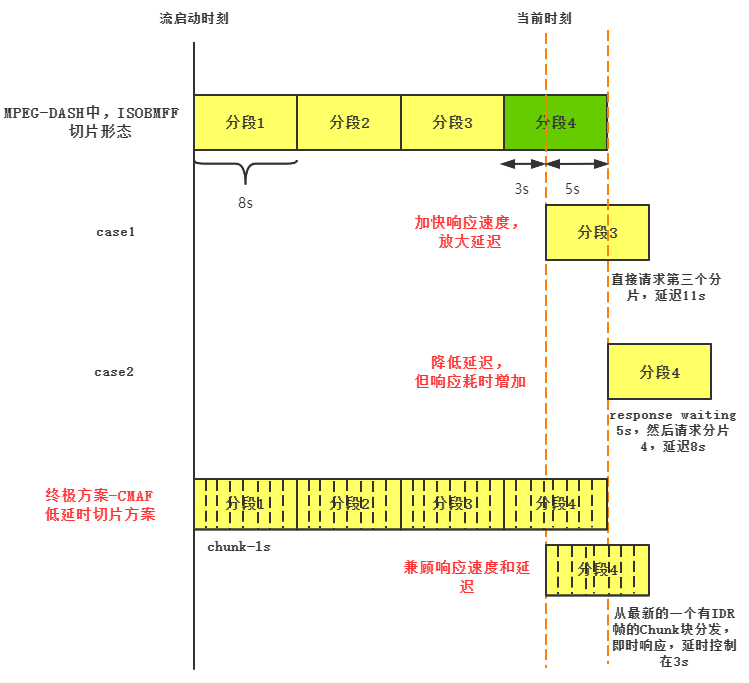 流启动时刻
当前时刻
MPEG-DASH中，ISOBMFF
切片形态
分段1
分段2
分段3
分段4
8s
3s
5s
case1
加快响应速度，
放大延迟
分段3
直接请求第三个分
片，延迟11s
case2
降低延迟，
但响应耗时增加
分段4
response waiting
5s，然后请求分片
4，延迟8s
终极方案-CMAF
低延时切片方案
分段1
分段2
分段3
分段4
chunk-1s
兼顾响应速度和延
迟
分段4
从最新的一个有IDR
帧的Chunk块分发，
即时响应，延时控制
在3s